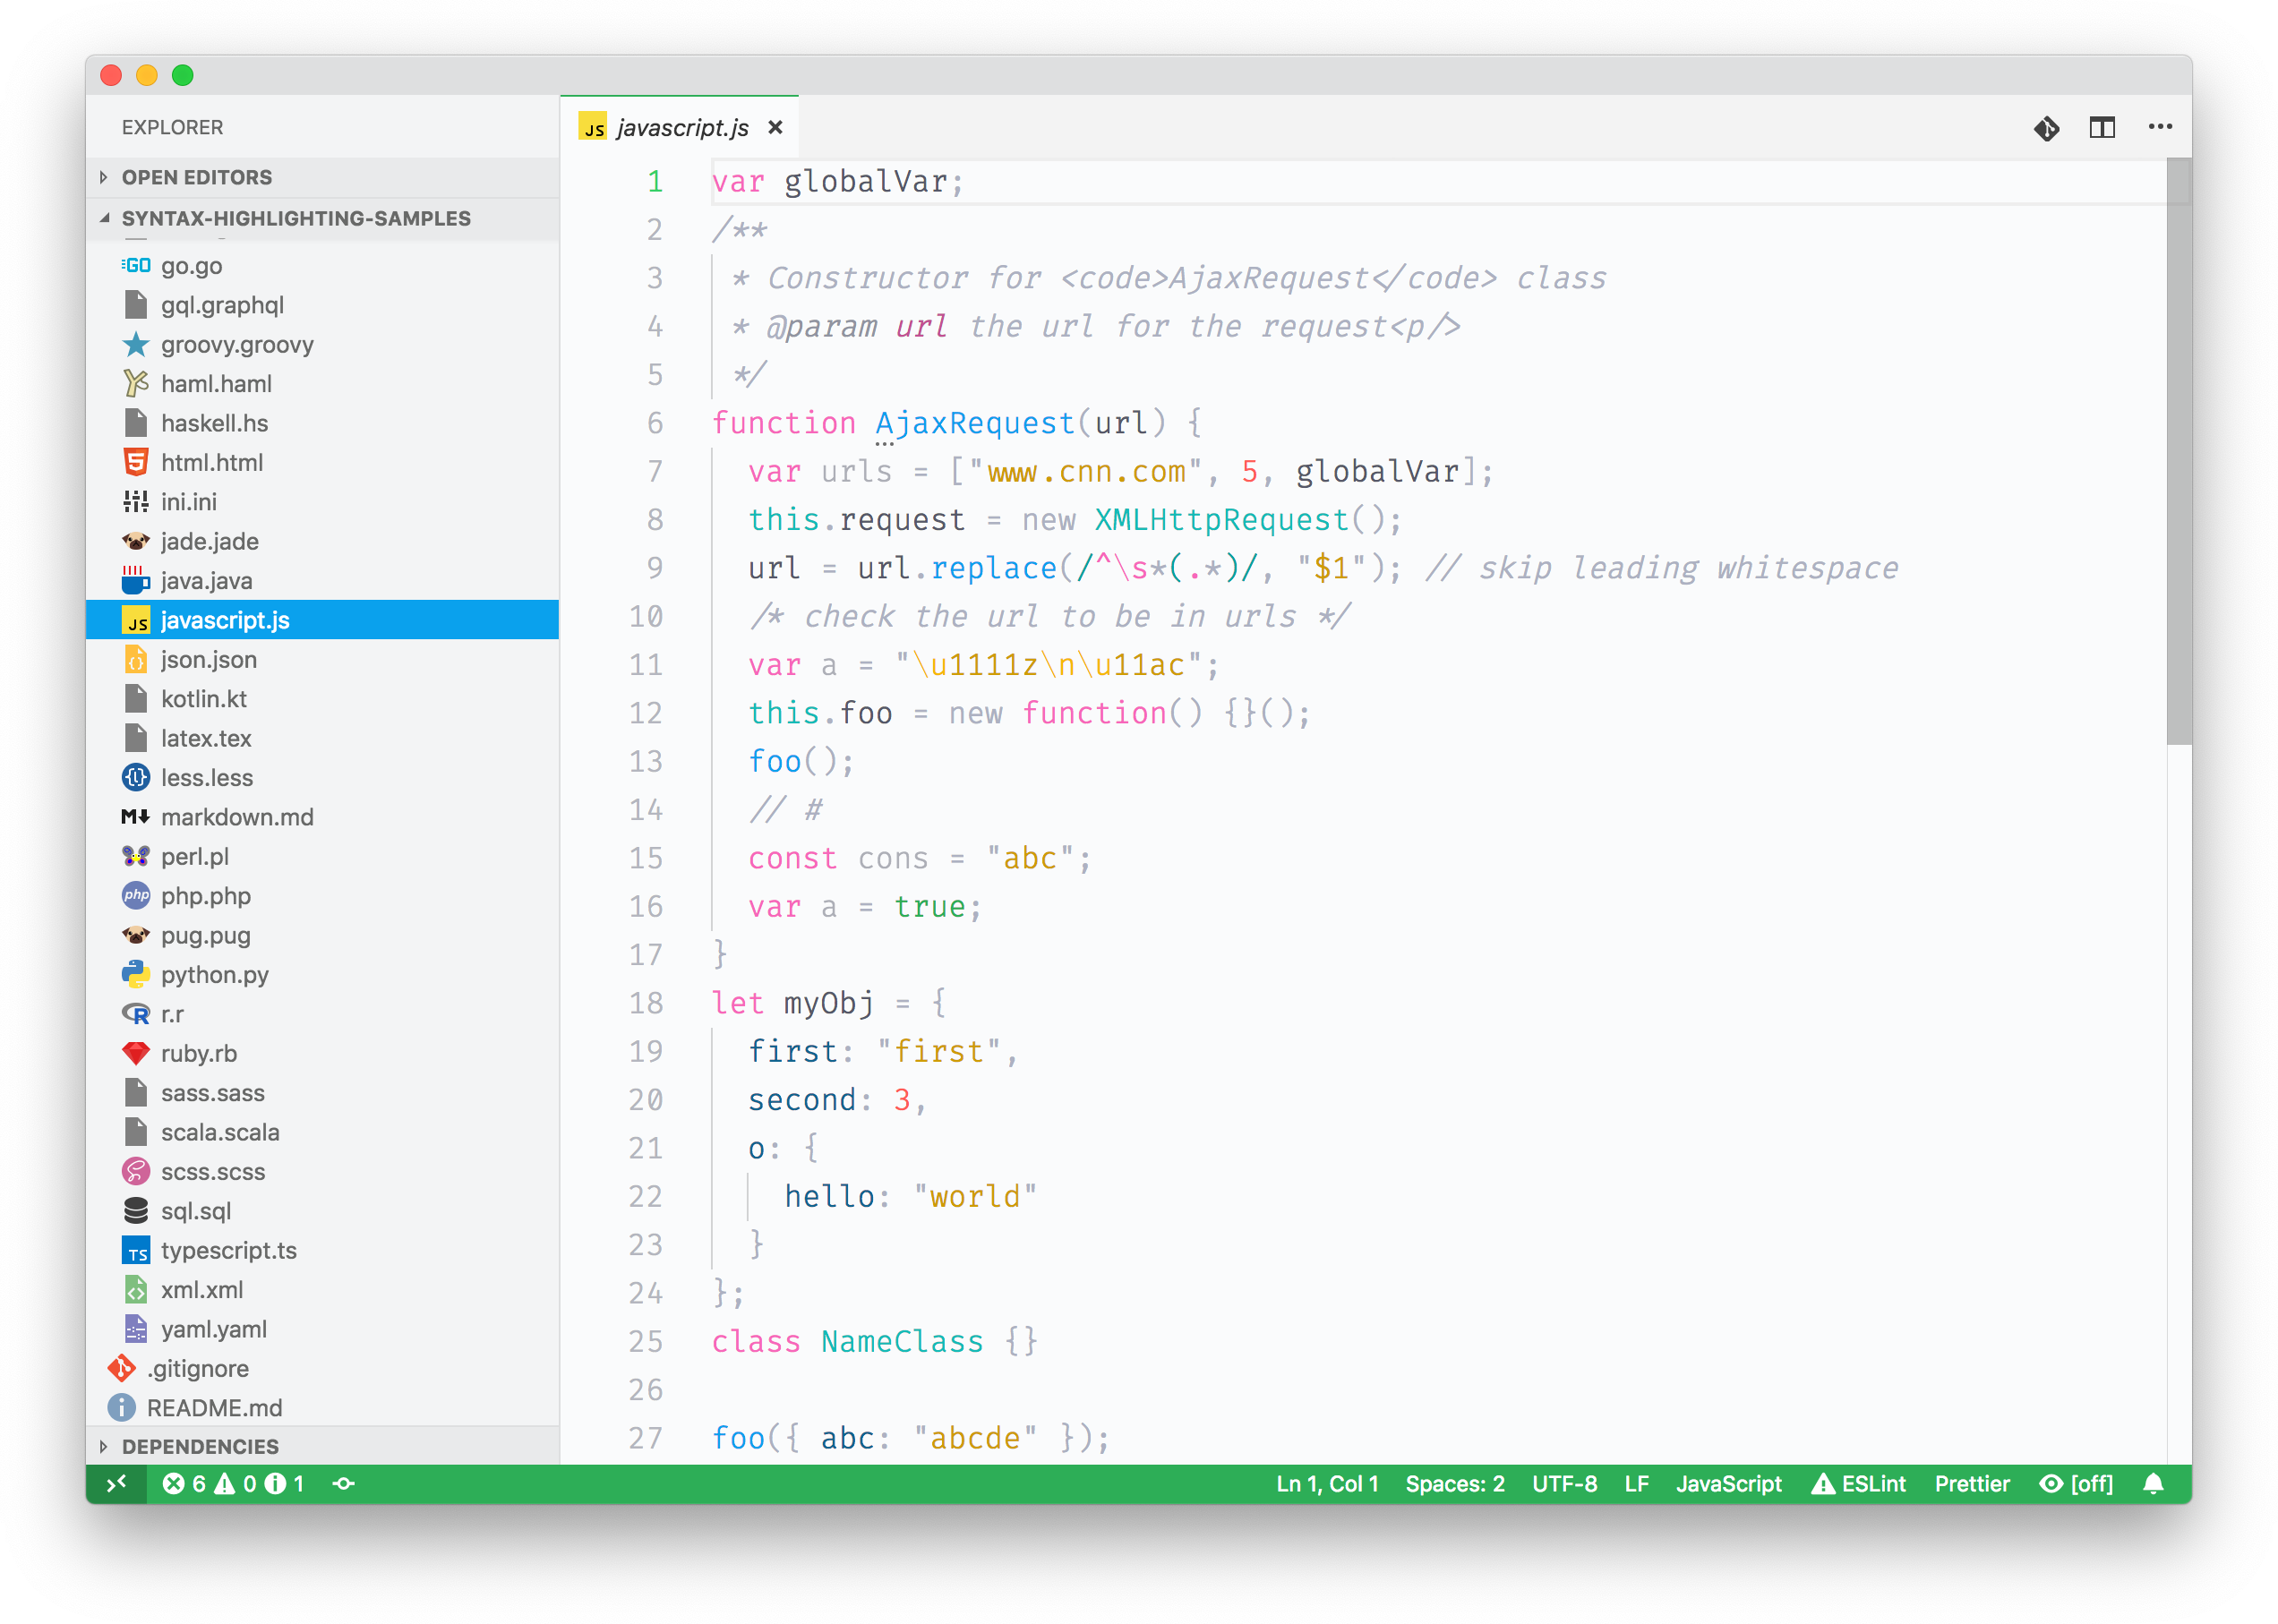 EXPLORER
OPEN EDITORS
SYNTAX-HIGHLIGHTING-SAMPLES
GO go.go
gql.graphql
groovy.groovy
haml.haml
haskell.hs
5 html.html
ini.ini
jade.jade
java.java
JS javascript.js
{} json.json
kotlin.kt
latex.tex
{} less.less
M markdown.md
perl.pl
php php.php
pug.pug
python.py
R r.r
ruby.rb
sass.sass
scala.scala
scss.scss
sql.sql
TS typescript.ts
<> xml.xml
yaml.yaml
.gitignore
i README.md
DEPENDENCIES
JS javascript.js ×
1 var globalVar;
2 /**
3 * Constructor for <code>AjaxRequest</code> class
4 * @param url the url for the request<p/>
5 */
6 function AjaxRequest(url) {
7 var urls = ["www.cnn.com", 5, globalVar];
8 this.request = new XMLHttpRequest();
9 url = url.replace(/^\s*(.*)/, "$1"); // skip leading whitespace
10 /* check the url to be in urls */
11 var a = "\u1111z\n\u11ac";
12 this.foo = new function() {}();
13 foo();
14 // #
15 const cons = "abc";
16 var a = true;
17 }
18 let myObj = {
19 first: "first",
20 second: 3,
21 o: {
22 hello: "world"
23 }
24 };
25 class NameClass {}
26
27 foo({ abc: "abcde" });
6 0 1 Ln 1, Col 1 Spaces: 2 UTF-8 LF JavaScript ESLint Prettier [off]